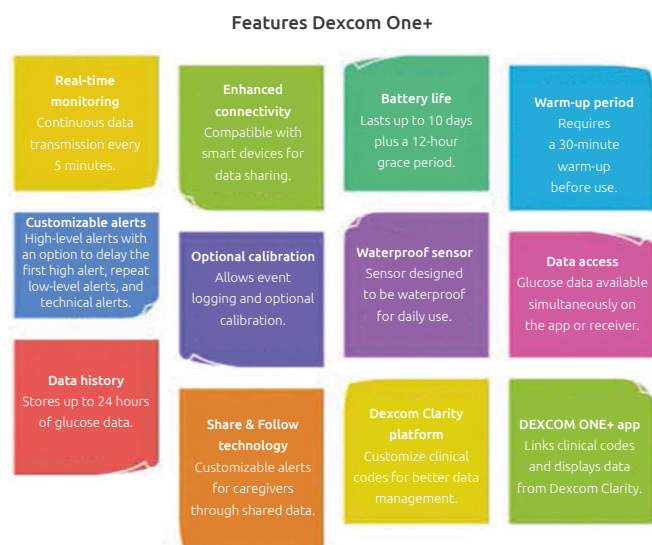 Features Dexcom One+
Real-time
monitoring
Continuous data
transmission every
5 minutes.
Enhanced
connectivity
Compatible with
smart devices for
data sharing.
Battery life
Lasts up to 10 days
plus a 12-hour
grace period.
Warm-up period
Requires
a 30-minute
warm-up
before use.
Customizable alerts
High-level alerts with
an option to delay the
first high alert, repeat
low-level alerts, and
technical alerts.
Optional calibration
Allows event
logging and optional
calibration.
Waterproof sensor
Sensor designed
to be waterproof
for daily use.
Data access
Glucose data available
simultaneously on
the app or receiver.
Data history
Stores up to 24 hours
of glucose data.
Share & Follow
technology
Customizable alerts
for caregivers
through shared data.
Dexcom Clarity
platform
Customize clinical
codes for better data
management.
DEXCOM ONE+ app
Links clinical codes
and displays data
from Dexcom Clarity.